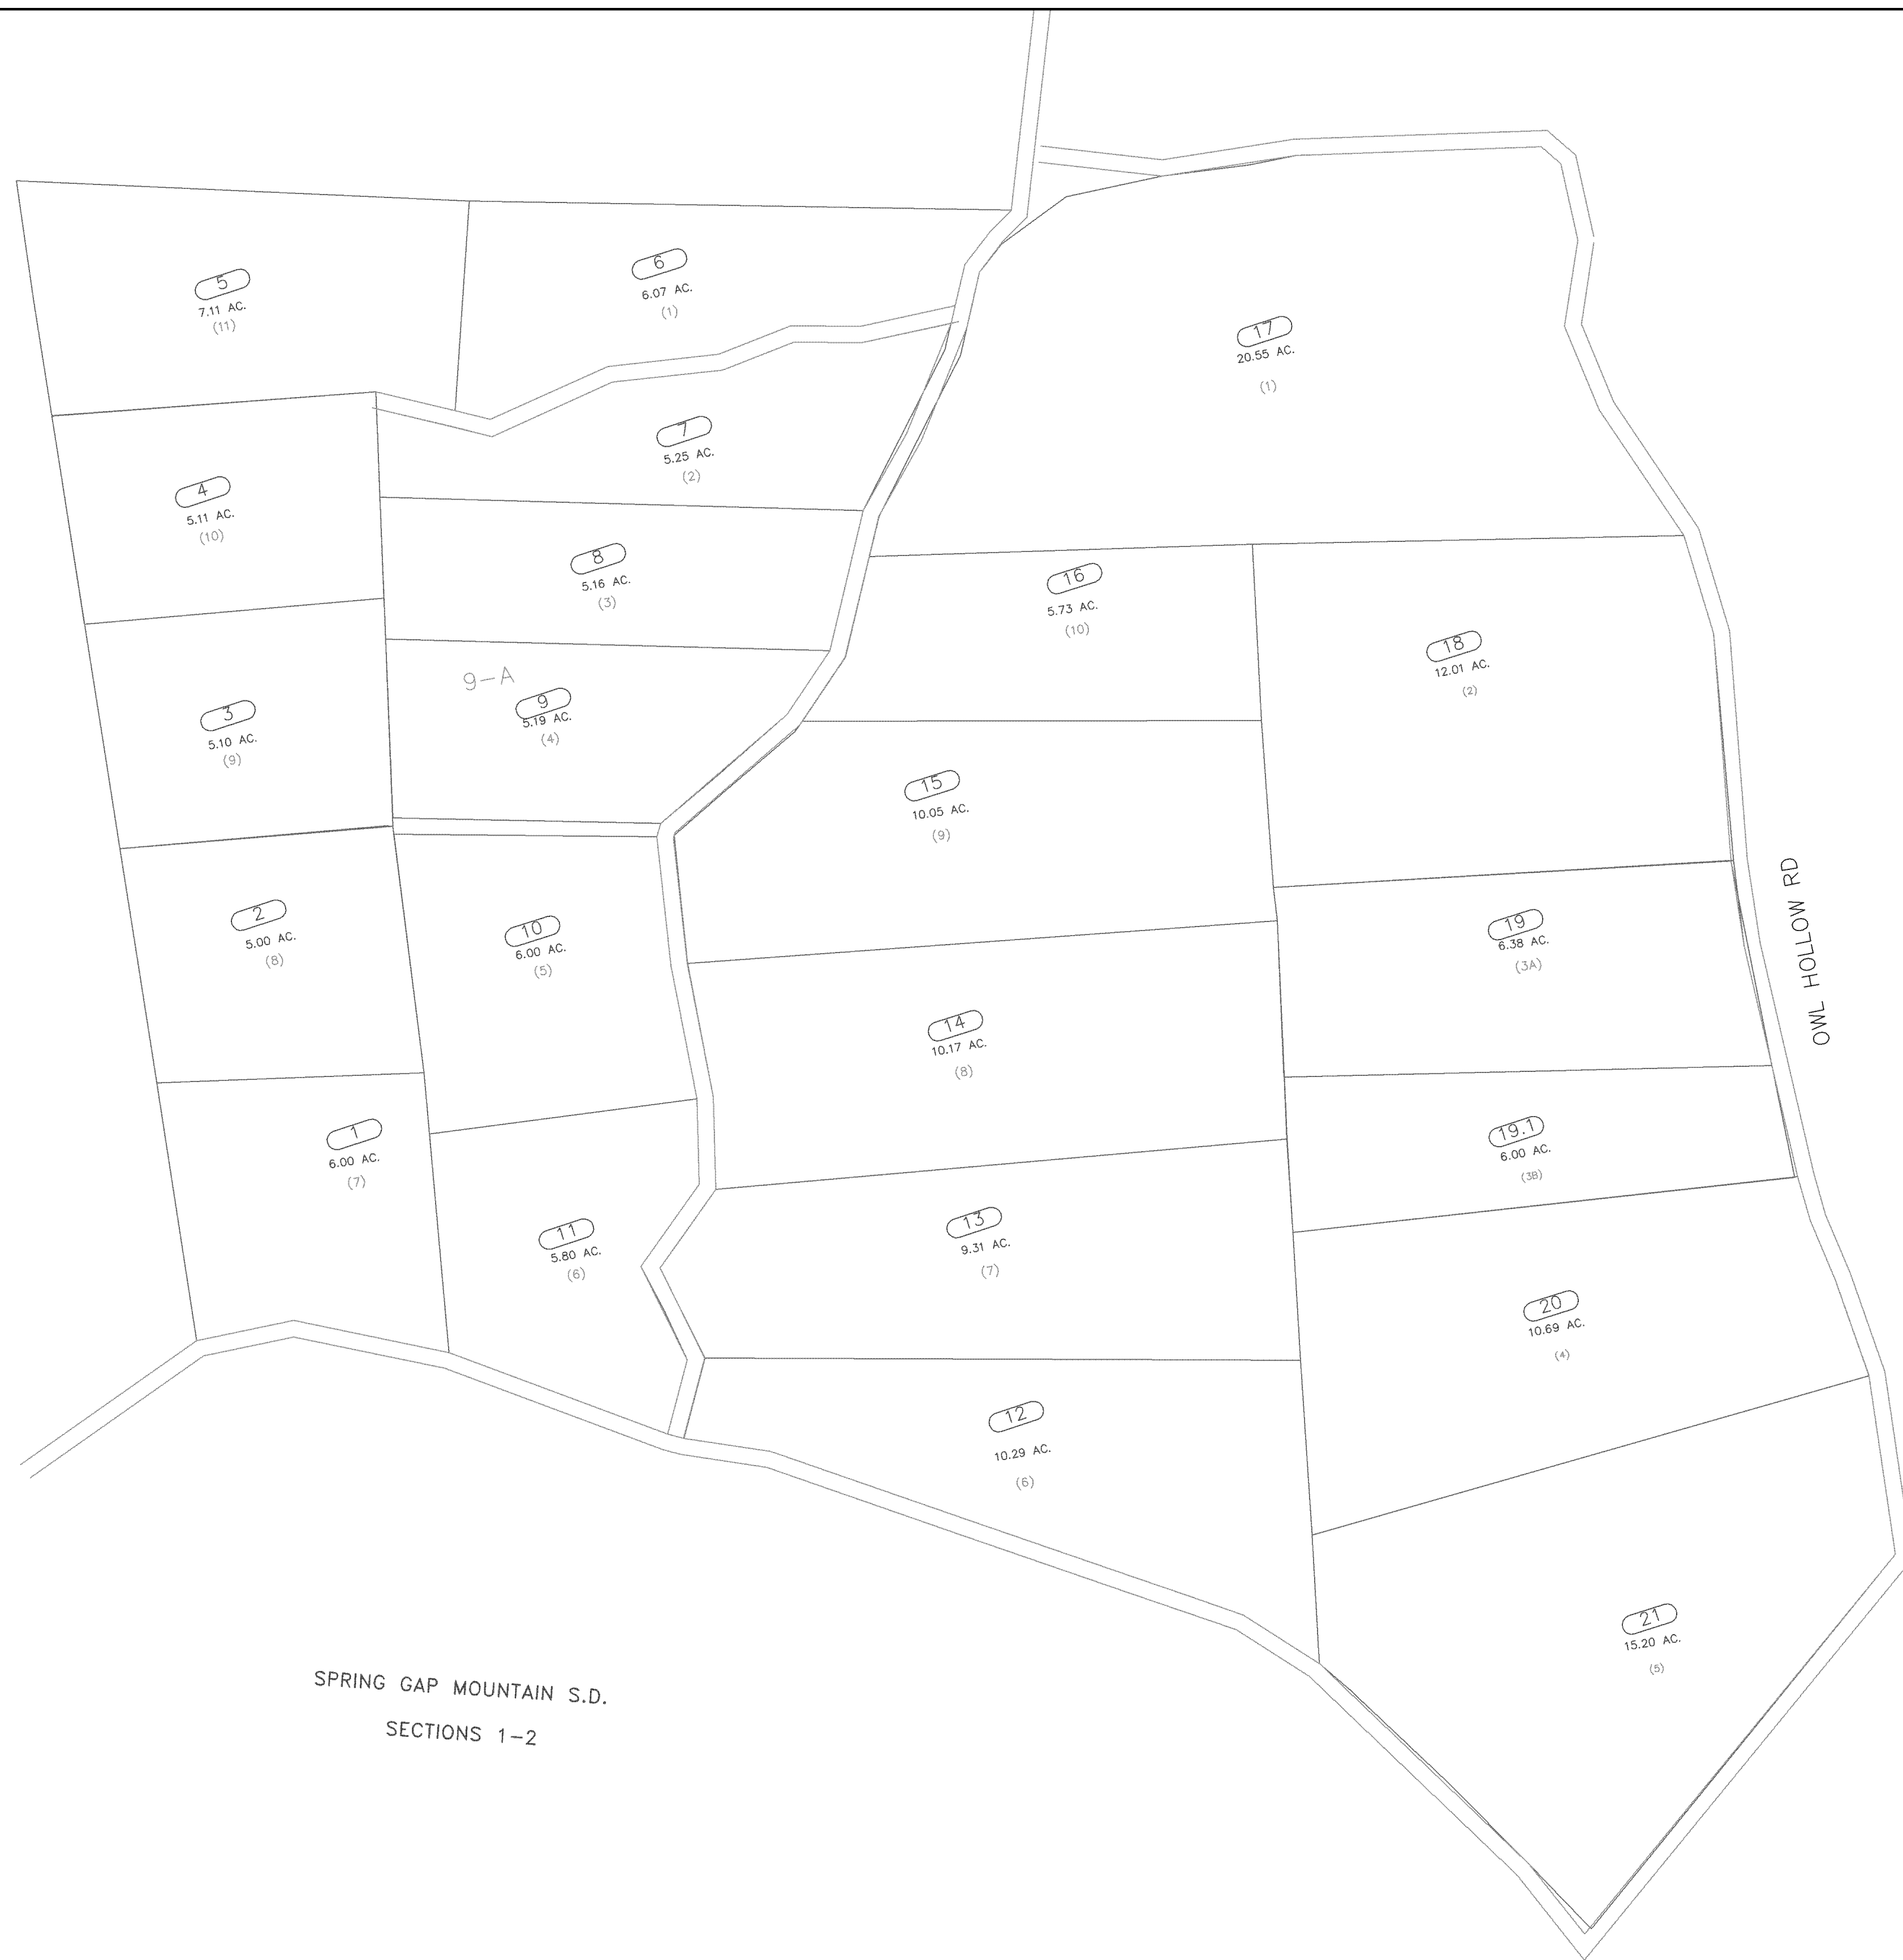 5
7.11 AC.
(11)
6
6.07 AC.
(1)
17
20.55 AC.
(1)
7
5.25 AC.
(2)
4
5.11 AC.
(10)
8
5.16 AC.
(3)
16
5.73 AC.
(10)
18
12.01 AC.
(2)
9-A
9
5.19 AC.
(4)
3
5.10 AC.
(9)
15
10.05 AC.
(9)
OWL HOLLOW RD
2
5.00 AC.
(8)
10
6.00 AC.
(5)
19
6.38 AC.
(3A)
14
10.17 AC.
(8)
1
6.00 AC.
(7)
19.1
6.00 AC.
(3B)
11
5.80 AC.
(6)
13
9.31 AC.
(7)
20
10.69 AC.
(4)
12
10.29 AC.
(6)
21
15.20 AC.
(5)
SPRING GAP MOUNTAIN S.D.
SECTIONS 1-2